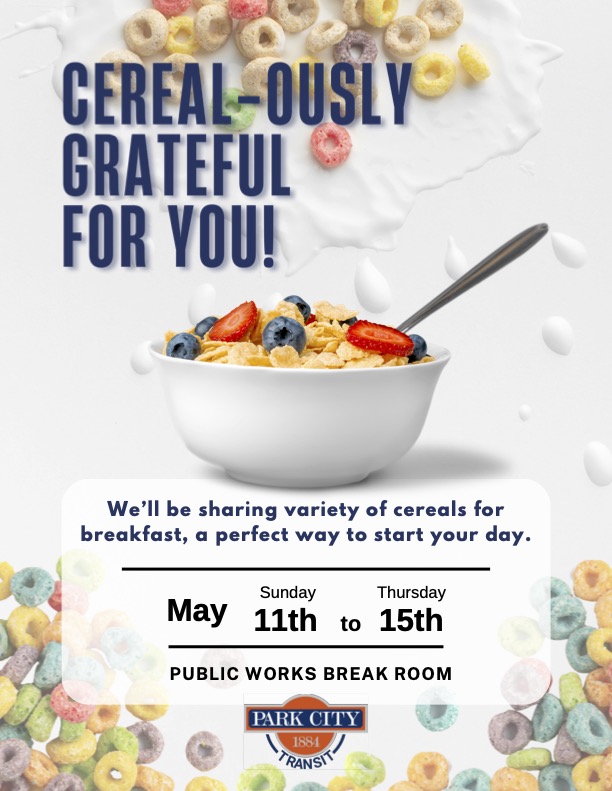 CEREAL-OUSLY
GRATEFUL
FOR YOU!
We'll be sharing variety of cereals for
breakfast, a perfect way to start your day.
Sunday Thursday
May 11th to 15th
PUBLIC WORKS BREAK ROOM
PARK CITY
1884
TRANSIT